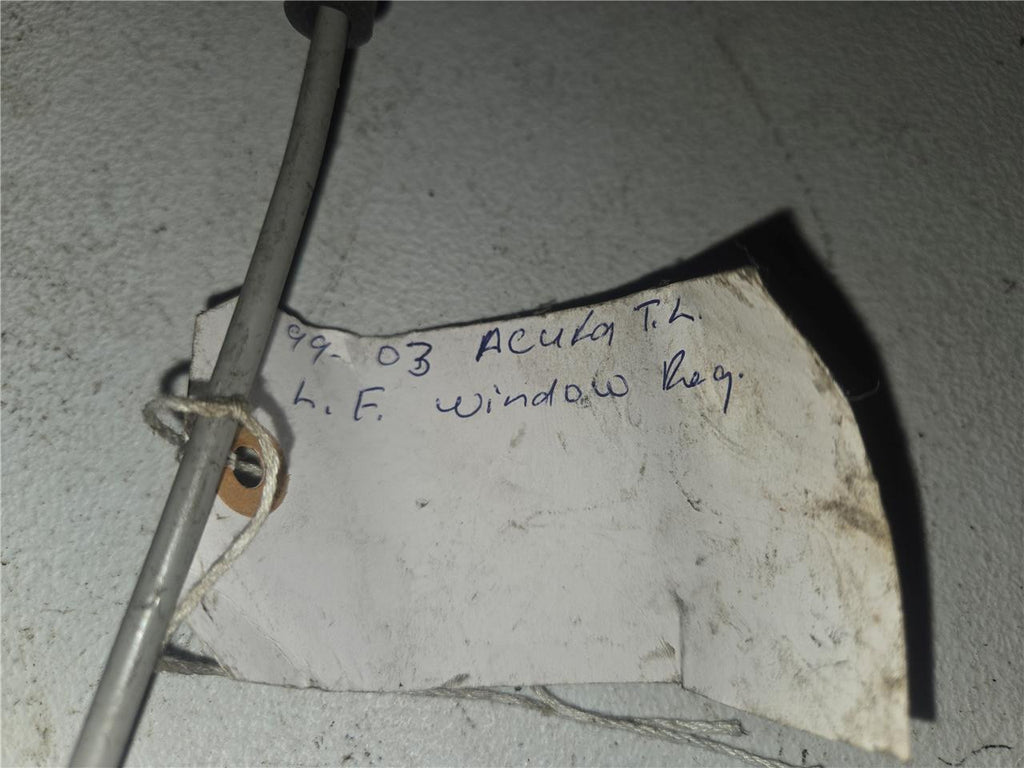 99-03 Acura T.L.
L.F. window Reg.